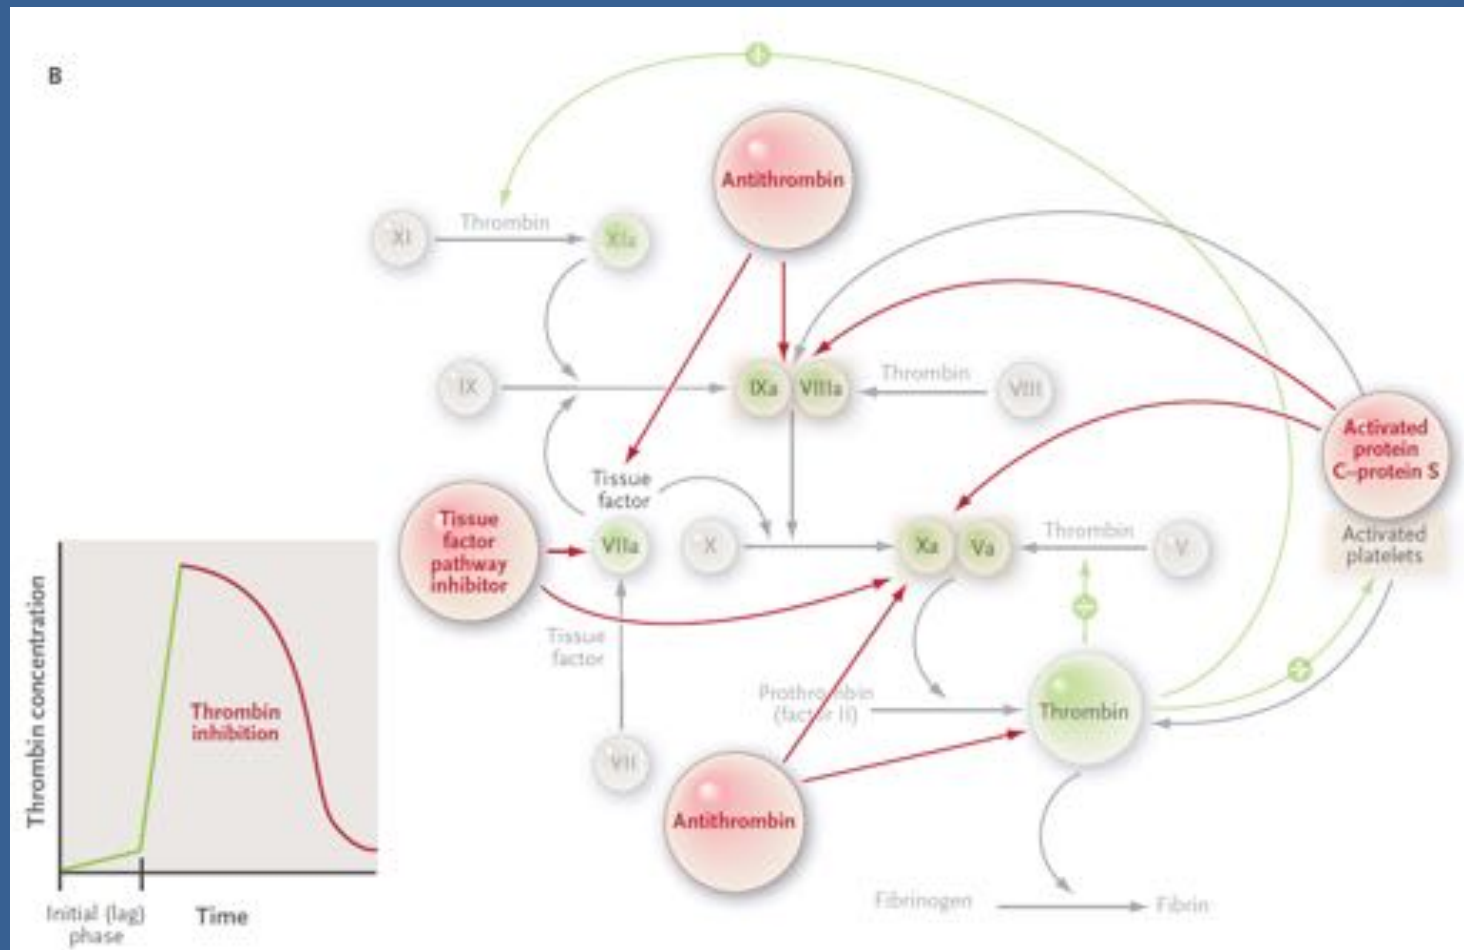 B
Antithrombin
XI
Thrombin
XIa
IX
IXa
VIIIa
Thrombin
VIII
Activated
protein
C–protein S
Activated
platelets
Tissue
factor
Tissue
factor
pathway
inhibitor
VIIa
X
Xa
Va
Thrombin
V
Tissue
factor
Prothrombin
(factor II)
Thrombin
VII
Antithrombin
Fibrinogen
Fibrin
Thrombin concentration
Thrombin
inhibition
Initial (lag)
phase
Time